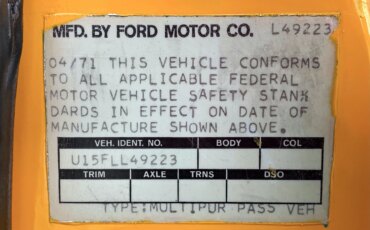 MFD. BY FORD MOTOR CO. L49223
04/71 THIS VEHICLE CONFORMS
TO ALL APPLICABLE FEDERAL
MOTOR VEHICLE SAFETY STAN
DARDS IN EFFECT ON DATE OF
MANUFACTURE SHOWN ABOVE.
VEH. IDENT. NO. BODY COL
U15FLL49223
TRIM AXLE TRNS DSO
TYPE:MULTIPUR PASS VEH